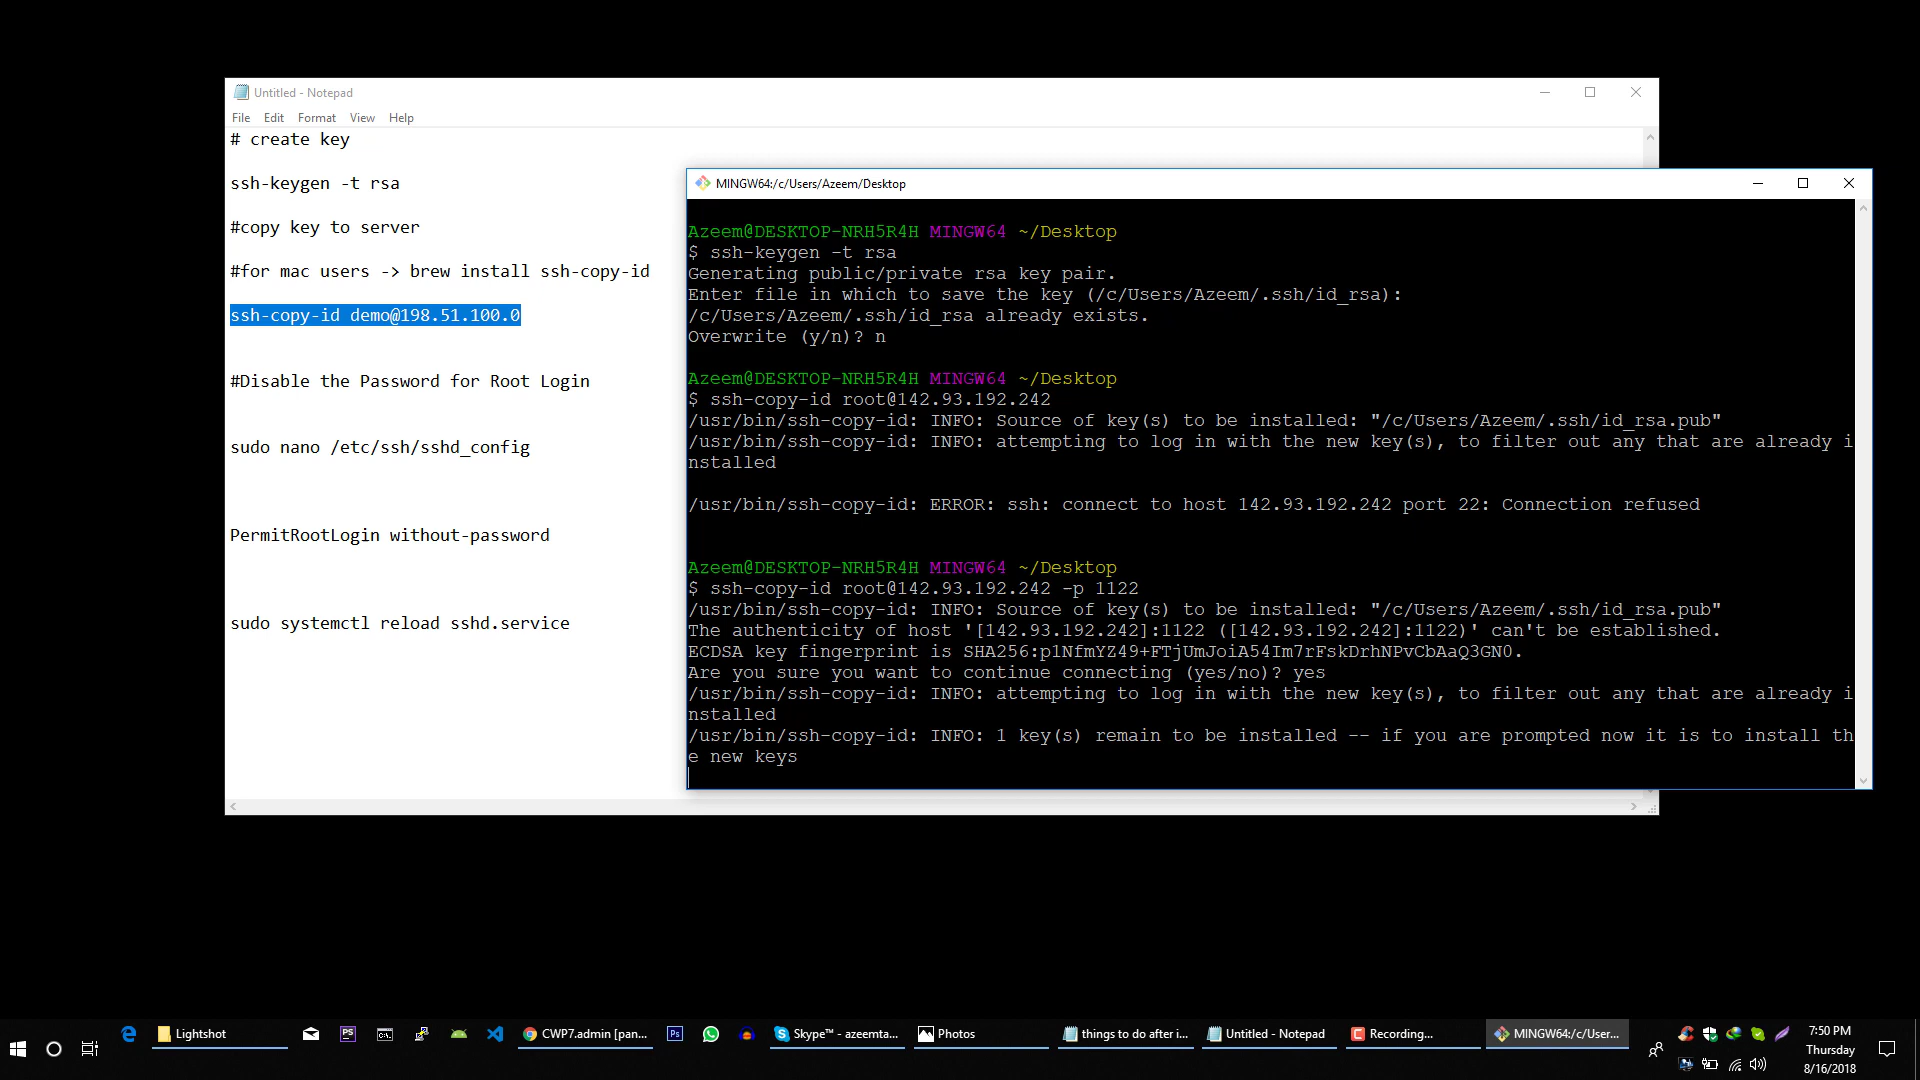 Untitled - Notepad
File Edit Format View Help
# create key
ssh-keygen -t rsa
#copy key to server
#for mac users -> brew install ssh-copy-id
ssh-copy-id demo@198.51.100.0
#Disable the Password for Root Login
sudo nano /etc/ssh/sshd_config
PermitRootLogin without-password
sudo systemctl reload sshd.service
MINGW64:/c/Users/Azeem/Desktop
Azeem@DESKTOP-NRH5R4H MINGW64 ~/Desktop
$ ssh-keygen -t rsa
Generating public/private rsa key pair.
Enter file in which to save the key (/c/Users/Azeem/.ssh/id_rsa):
/c/Users/Azeem/.ssh/id_rsa already exists.
Overwrite (y/n)? n
Azeem@DESKTOP-NRH5R4H MINGW64 ~/Desktop
$ ssh-copy-id root@142.93.192.242
/usr/bin/ssh-copy-id: INFO: Source of key(s) to be installed: "/c/Users/Azeem/.ssh/id_rsa.pub"
/usr/bin/ssh-copy-id: INFO: attempting to log in with the new key(s), to filter out any that are already i
nstalled
/usr/bin/ssh-copy-id: ERROR: ssh: connect to host 142.93.192.242 port 22: Connection refused
Azeem@DESKTOP-NRH5R4H MINGW64 ~/Desktop
$ ssh-copy-id root@142.93.192.242 -p 1122
/usr/bin/ssh-copy-id: INFO: Source of key(s) to be installed: "/c/Users/Azeem/.ssh/id_rsa.pub"
The authenticity of host '[142.93.192.242]:1122 ([142.93.192.242]:1122)' can't be established.
ECDSA key fingerprint is SHA256:p1NfmYZ49+FTjUmJoiA54Im7rFskDrhNPvCbAaQ3GN0.
Are you sure you want to continue connecting (yes/no)? yes
/usr/bin/ssh-copy-id: INFO: attempting to log in with the new key(s), to filter out any that are already i
nstalled
/usr/bin/ssh-copy-id: INFO: 1 key(s) remain to be installed -- if you are prompted now it is to install th
e new keys
Lightshot
PS
CWP7.admin [pan...
Ps
Skype™ - azeemta...
Photos
things to do after i...
Untitled - Notepad
Recording...
MINGW64:/c/User...
7:50 PM
Thursday
8/16/2018